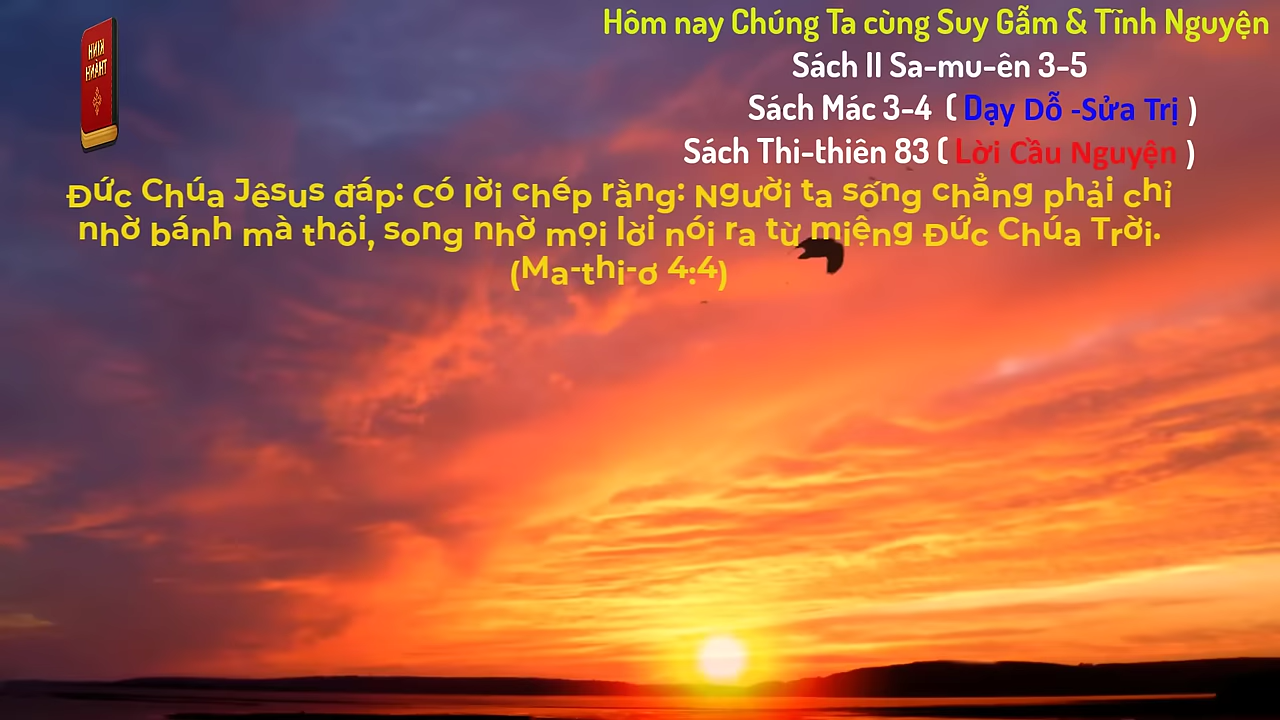 KINH
THÁNH
Hôm nay Chúng Ta cùng Suy Gẫm & Tĩnh Nguyện
Sách II Sa-mu-ên 3-5
Sách Mác 3-4 ( Dạy Dỗ -Sửa Trị )
Sách Thi-thiên 83 ( Lời Cầu Nguyện )
Đức Chúa Jêsus đáp: Có lời chép rằng: Người ta sống chẳng phải chỉ
nhờ bánh mà thôi, song nhờ mọi lời nói ra từ miệng Đức Chúa Trời.
(Ma-thi-ơ 4:4)